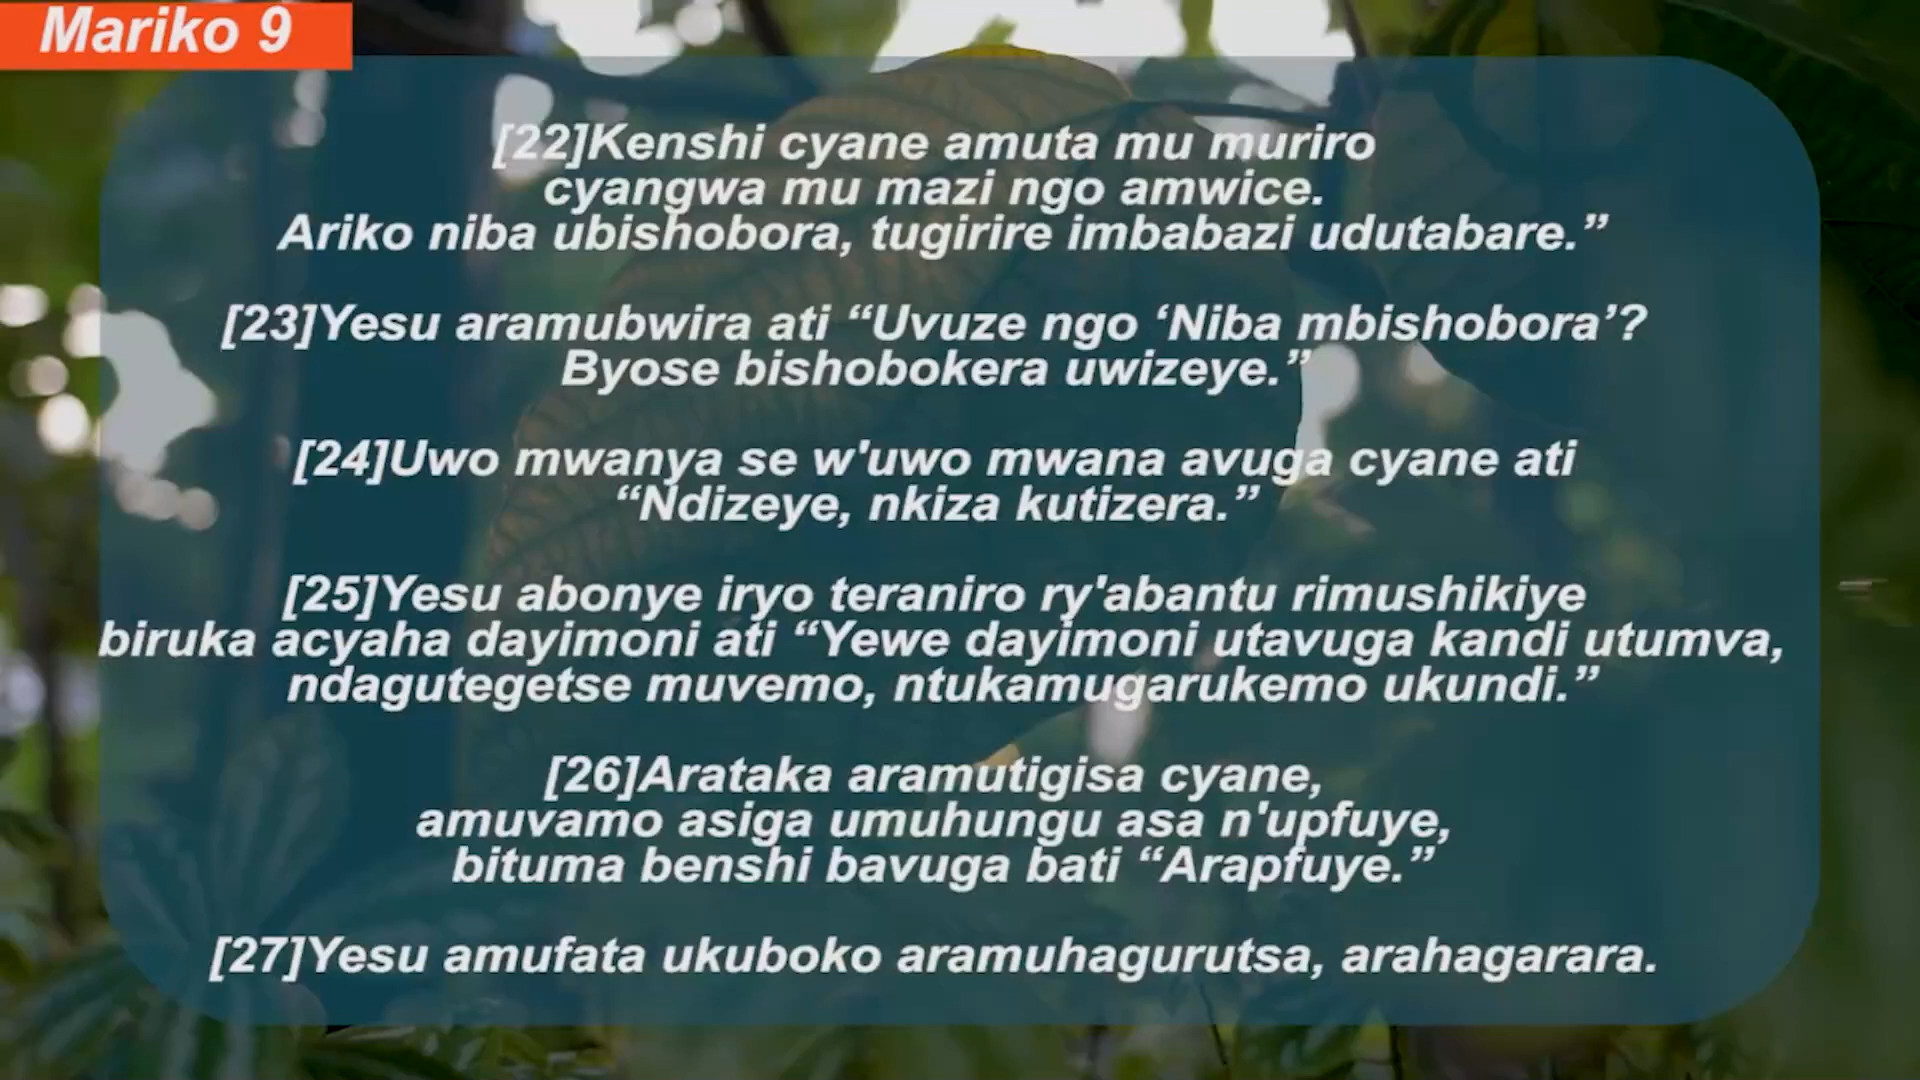 Mariko 9
[22]Kenshi cyane amuta mu muriro
cyangwa mu mazi ngo amwice.
Ariko niba ubishobora, tugirire imbabazi udutabare.”
[23]Yesu aramubwira ati “Uvuze ngo ‘Niba mbishobora’?
Byose bishobokera uwizeye.”
[24]Uwo mwanya se w'uwo mwana avuga cyane ati
“Ndizeye, nkiza kutizera.”
[25]Yesu abonye iryo teraniro ry'abantu rimushikiye
biruka acyaha dayimoni ati “Yewe dayimoni utavuga kandi utumva,
ndagutegetse muvemo, ntukamugarukemo ukundi.”
[26]Arataka aramutigisa cyane,
amuvamo asiga umuhungu asa n'upfuye,
bituma benshi bavuga bati “Arapfuye.”
[27]Yesu amufata ukuboko aramuhagurutsa, arahagarara.